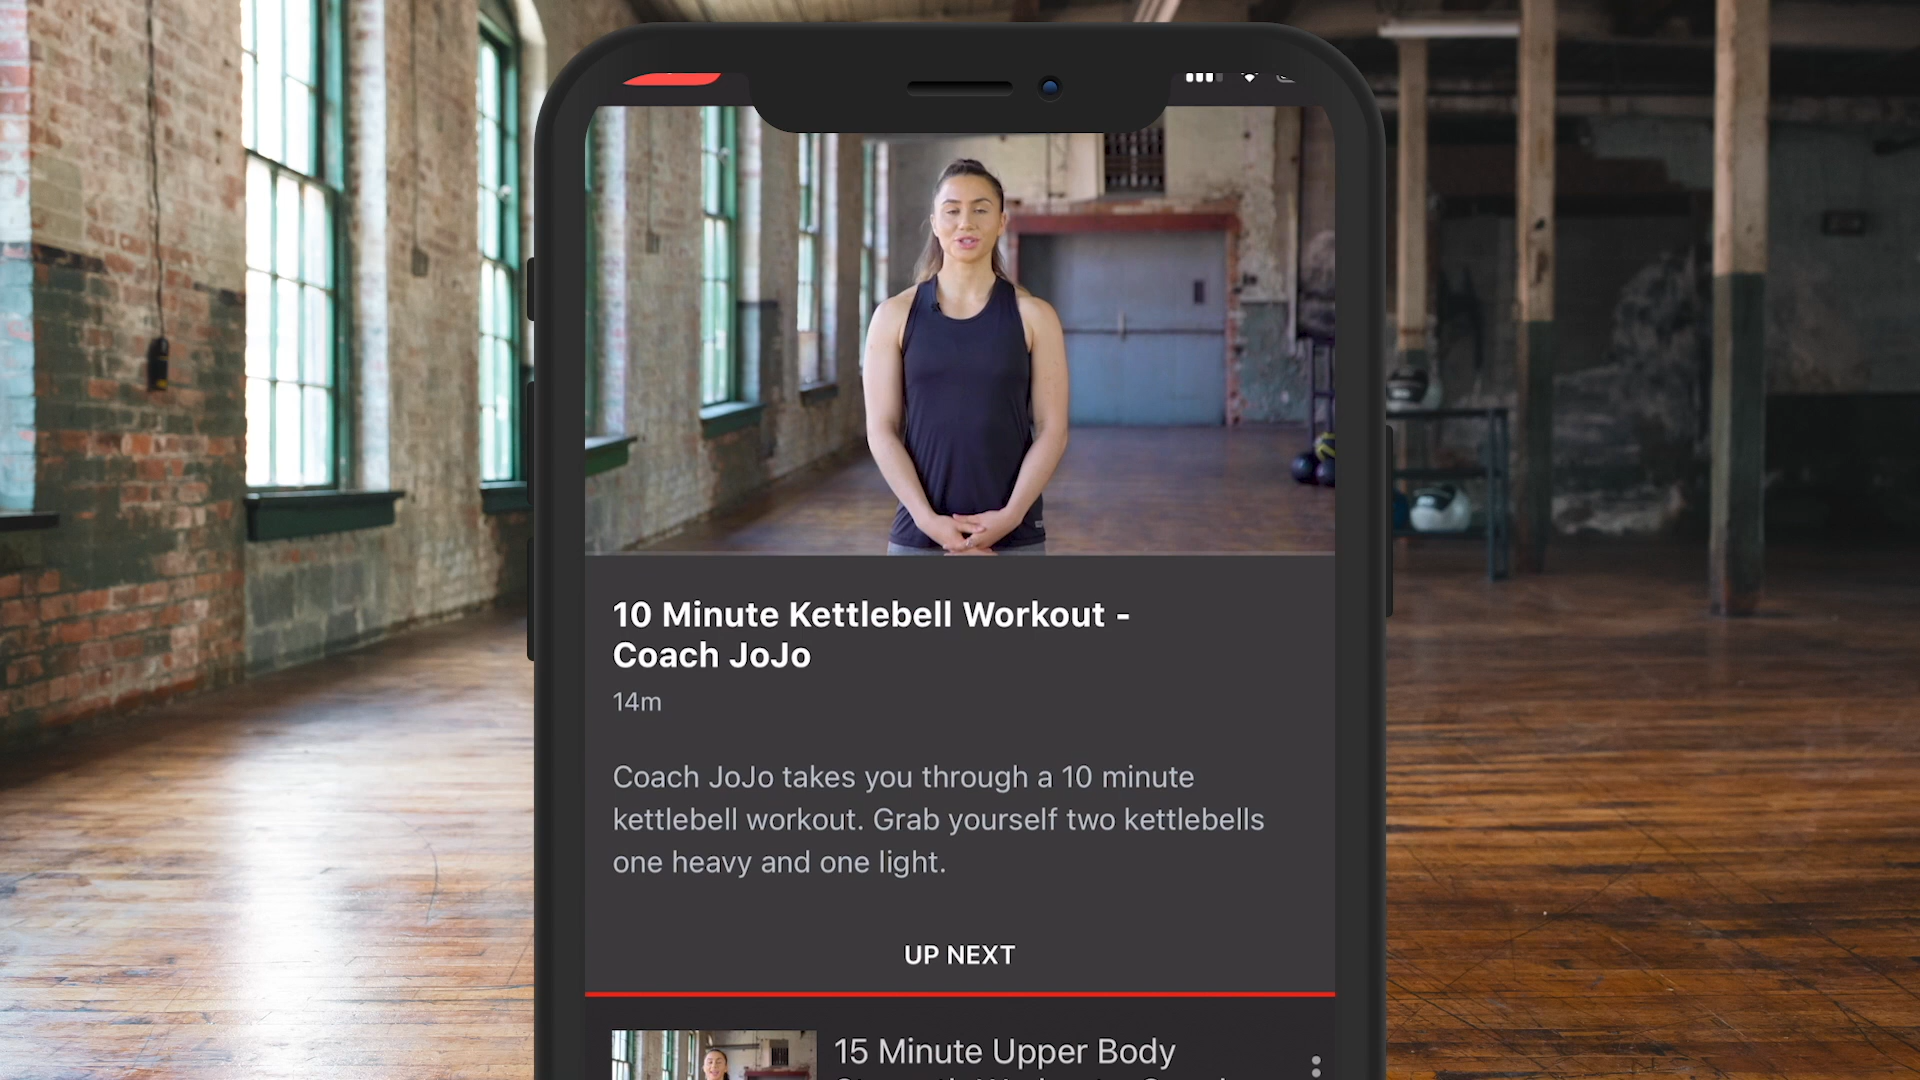 10 Minute Kettlebell Workout -
Coach JoJo
14m
Coach JoJo takes you through a 10 minute
kettlebell workout. Grab yourself two kettlebells
one heavy and one light.
UP NEXT
15 Minute Upper Body